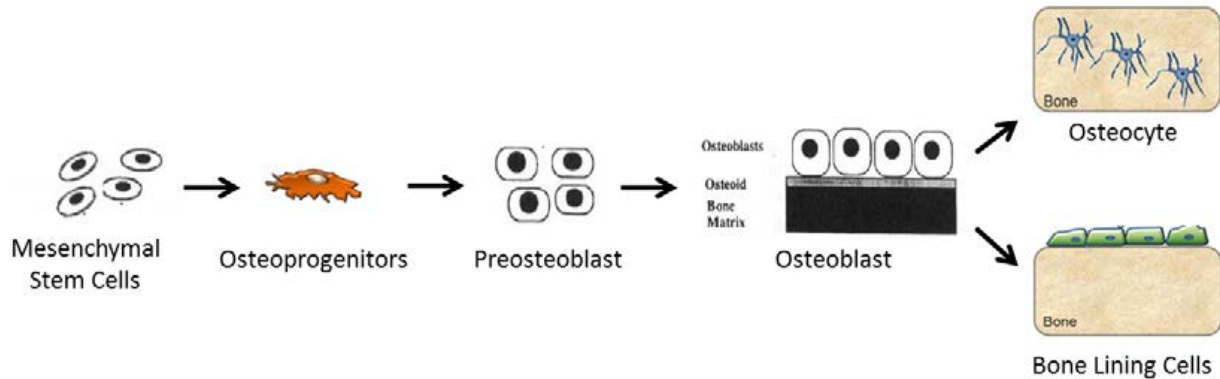 Mesenchymal
Stem Cells
Osteoprogenitors
Preosteoblast
Osteoblasts
Osteoid
Bone
Matrix
Osteoblast
Bone
Osteocyte
Bone
Bone Lining Cells